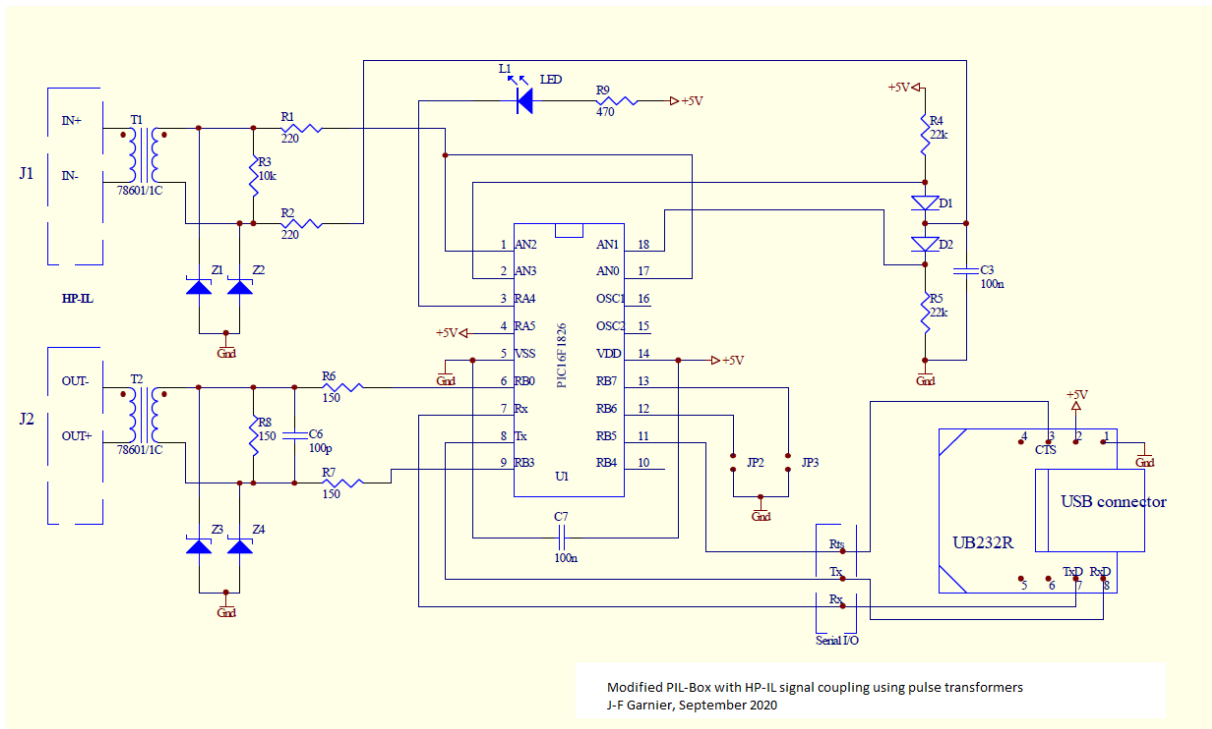 L1
LED
R9
470
+5V
+5V
J1
IN+
IN-
T1
78601/1C
R1
220
R3
10k
R2
220
Z1
Z2
HP-IL
Gnd
R4
22k
D1
D2
C3
100n
R5
22k
Gnd
1 AN2
2 AN3
3 RA4
4 RA5
5 VSS
6 RB0
7 Rx
8 Tx
9 RB3
AN1 18
AN0 17
OSC1 16
OSC2 15
VDD 14
RB7 13
RB6 12
RB5 11
RB4 10
PIC16F1826
U1
+5V
Gnd
+5V
J2
OUT-
OUT+
T2
78601/1C
R6
150
R8
150
C6
100p
R7
150
Z3
Z4
Gnd
C7
100n
JP2
JP3
Gnd
Rts
Tx
Rx
Serial I/O
+5V
4 3 2 1
CTS
Gnd
USB connector
UB232R
TxD RxD
5 6 7 8
Modified PIL-Box with HP-IL signal coupling using pulse transformers
J-F Garnier, September 2020